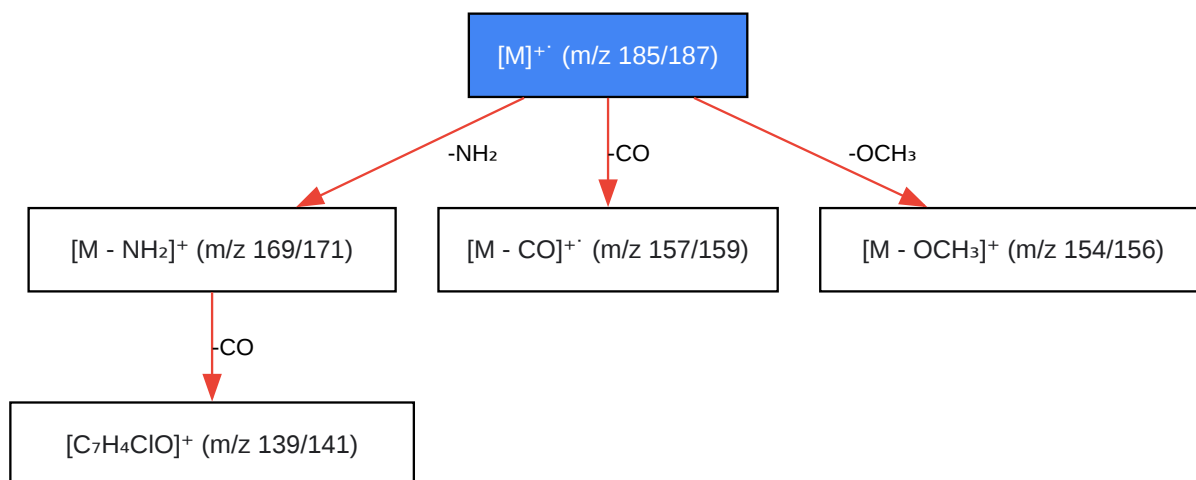 [M]⁺˙ (m/z 185/187)
-NH₂
-CO
-OCH₃
[M - NH₂]⁺ (m/z 169/171)
[M - CO]⁺˙ (m/z 157/159)
[M - OCH₃]⁺ (m/z 154/156)
-CO
[C₇H₄ClO]⁺ (m/z 139/141)